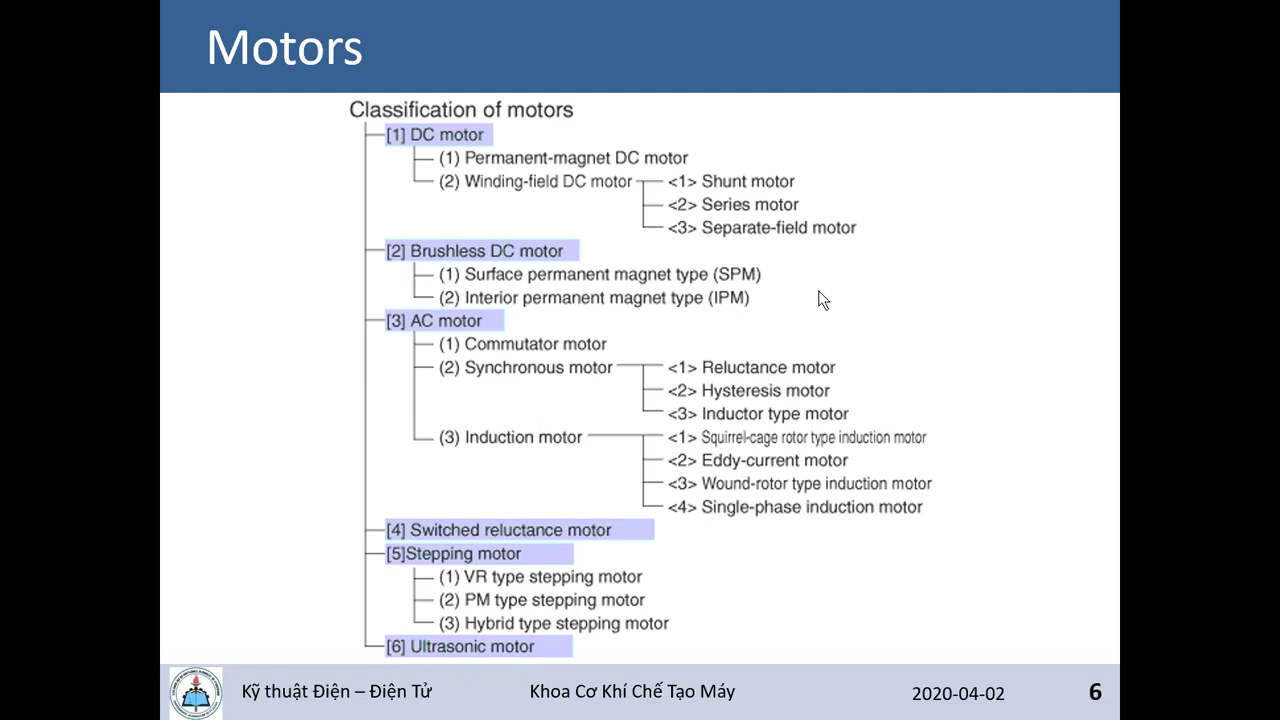 Motors
Classification of motors
[1] DC motor
(1) Permanent-magnet DC motor
(2) Winding-field DC motor <1> Shunt motor
<2> Series motor
<3> Separate-field motor
[2] Brushless DC motor
(1) Surface permanent magnet type (SPM)
(2) Interior permanent magnet type (IPM)
[3] AC motor
(1) Commutator motor
(2) Synchronous motor <1> Reluctance motor
<2> Hysteresis motor
<3> Inductor type motor
(3) Induction motor <1> Squirrel-cage rotor type induction motor
<2> Eddy-current motor
<3> Wound-rotor type induction motor
<4> Single-phase induction motor
[4] Switched reluctance motor
[5]Stepping motor
(1) VR type stepping motor
(2) PM type stepping motor
(3) Hybrid type stepping motor
[6] Ultrasonic motor
Kỹ thuật Điện – Điện Tử Khoa Cơ Khí Chế Tạo Máy 2020-04-02 6